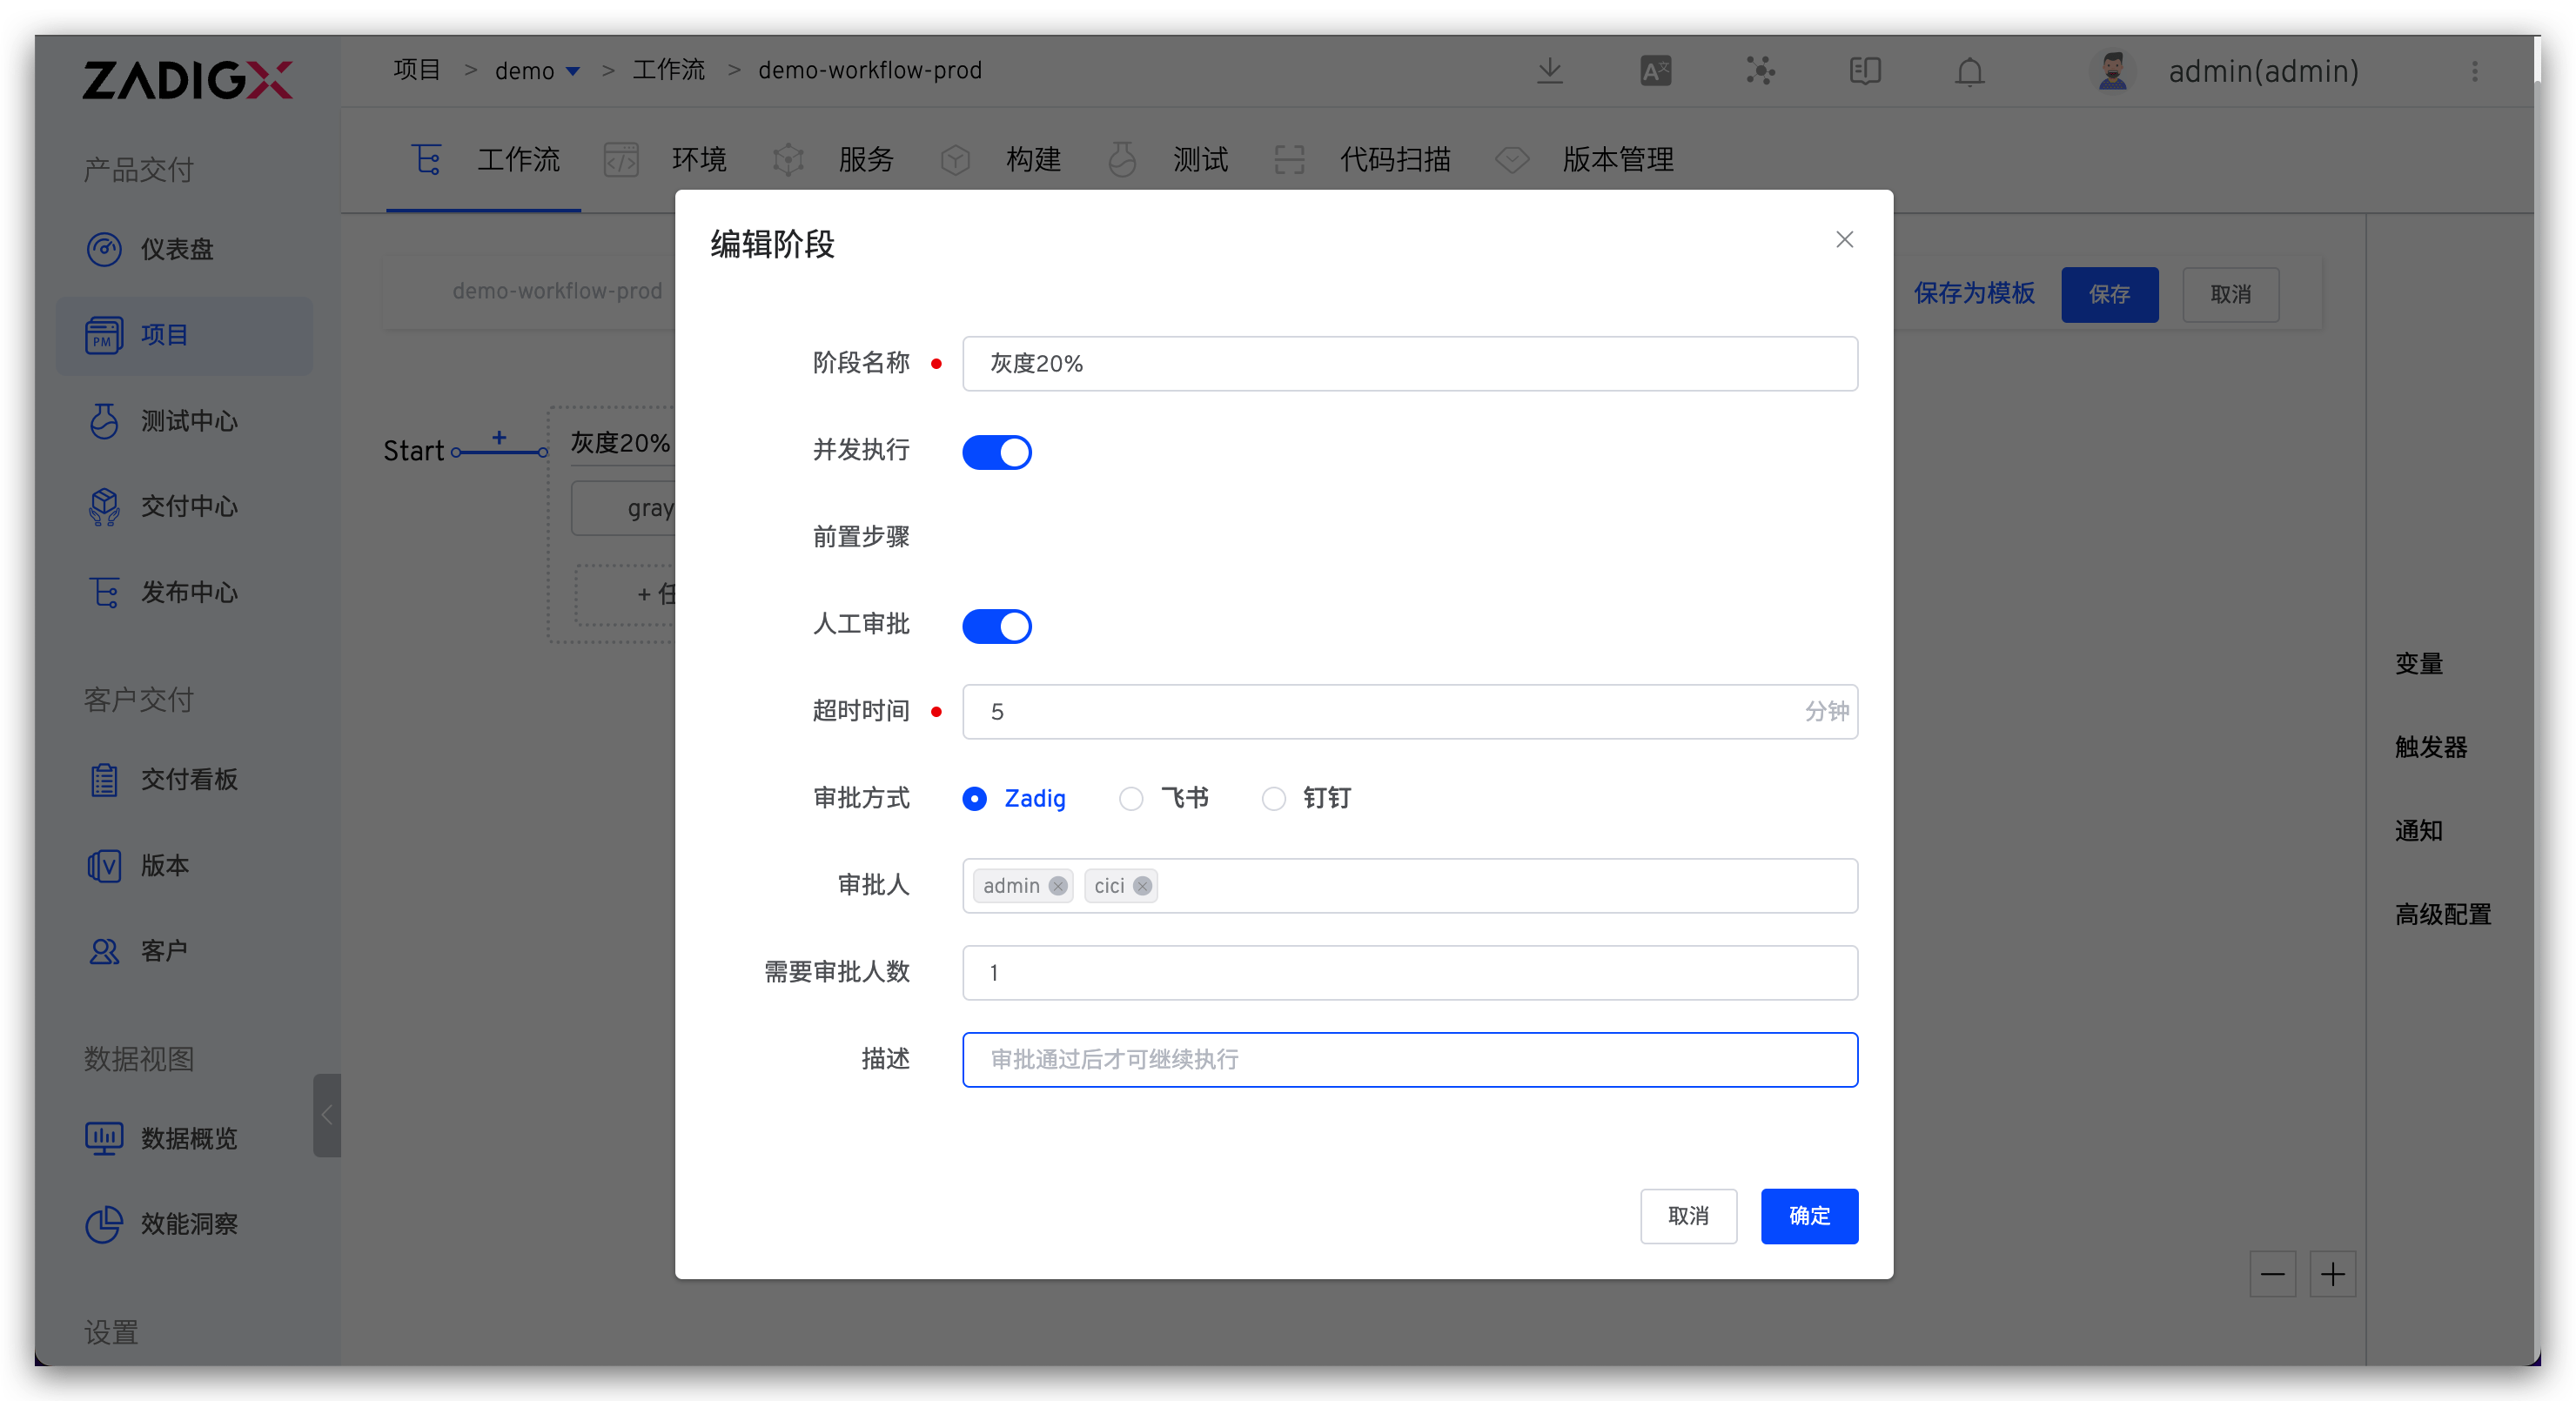 ZADIGX
项目 > demo > 工作流 > demo-workflow-prod
admin(admin)
产品交付
仪表盘
PM 项目
测试中心
交付中心
发布中心
客户交付
交付看板
V 版本
客户
数据视图
数据概览
效能洞察
设置
工作流 环境 服务 构建 测试 代码扫描 版本管理
demo-workflow-prod
保存为模板 保存 取消
Start + 灰度20%
gray
+ 任
编辑阶段
阶段名称 灰度20%
并发执行
前置步骤
人工审批
超时时间 5 分钟
审批方式 Zadig 飞书 钉钉
审批人 admin cici
需要审批人数 1
描述 审批通过后才可继续执行
取消 确定
变量
触发器
通知
高级配置